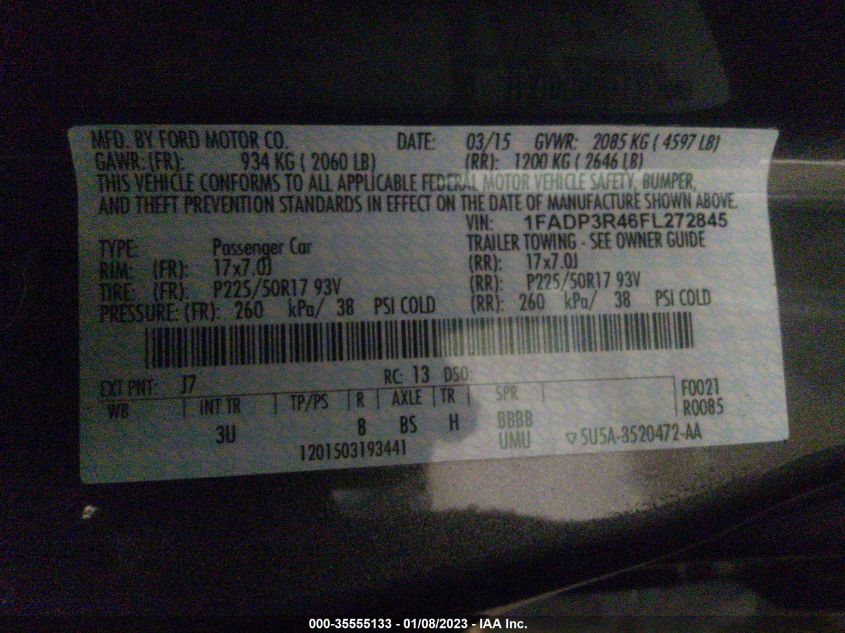 MFD. BY FORD MOTOR CO. DATE: 03/15 GVWR: 2085 KG ( 4597 LB)
GAWR: (FR): 934 KG ( 2060 LB) (RR): 1200 KG ( 2646 LB)
THIS VEHICLE CONFORMS TO ALL APPLICABLE FEDERAL MOTOR VEHICLE SAFETY, BUMPER,
AND THEFT PREVENTION STANDARDS IN EFFECT ON THE DATE OF MANUFACTURE SHOWN ABOVE.
VIN: 1FADP3R46FL272845
TYPE: Passenger Car TRAILER TOWING - SEE OWNER GUIDE
RIM: (FR): 17x7.0J (RR): 17x7.0J
TIRE: (FR): P225/50R17 93V (RR): P225/50R17 93V
PRESSURE: (FR): 260 kPa/ 38 PSI COLD (RR): 260 kPa/ 38 PSI COLD
EXT PNT: J7 RC: 13 DSO: F0021
WB INT TR TP/PS R AXLE TR SPR R0085
3U 8 BS H BBBB
UMU ▽5U5A-3520472-AA
1201503193441
000-35555133 - 01/08/2023 - IAA Inc.